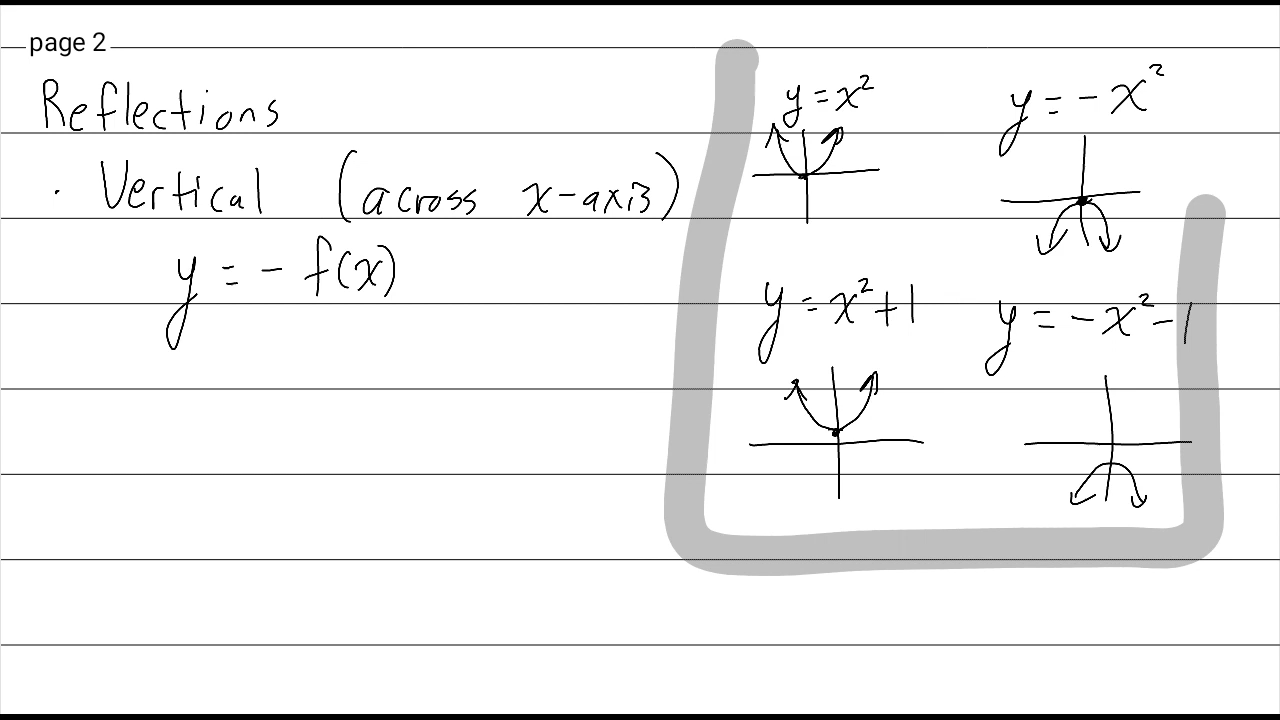 page 2
Reflections
· Vertical (across x-axis)
y = - f(x)
y = x²
y = - x²
y = x² + 1
y = - x² - 1